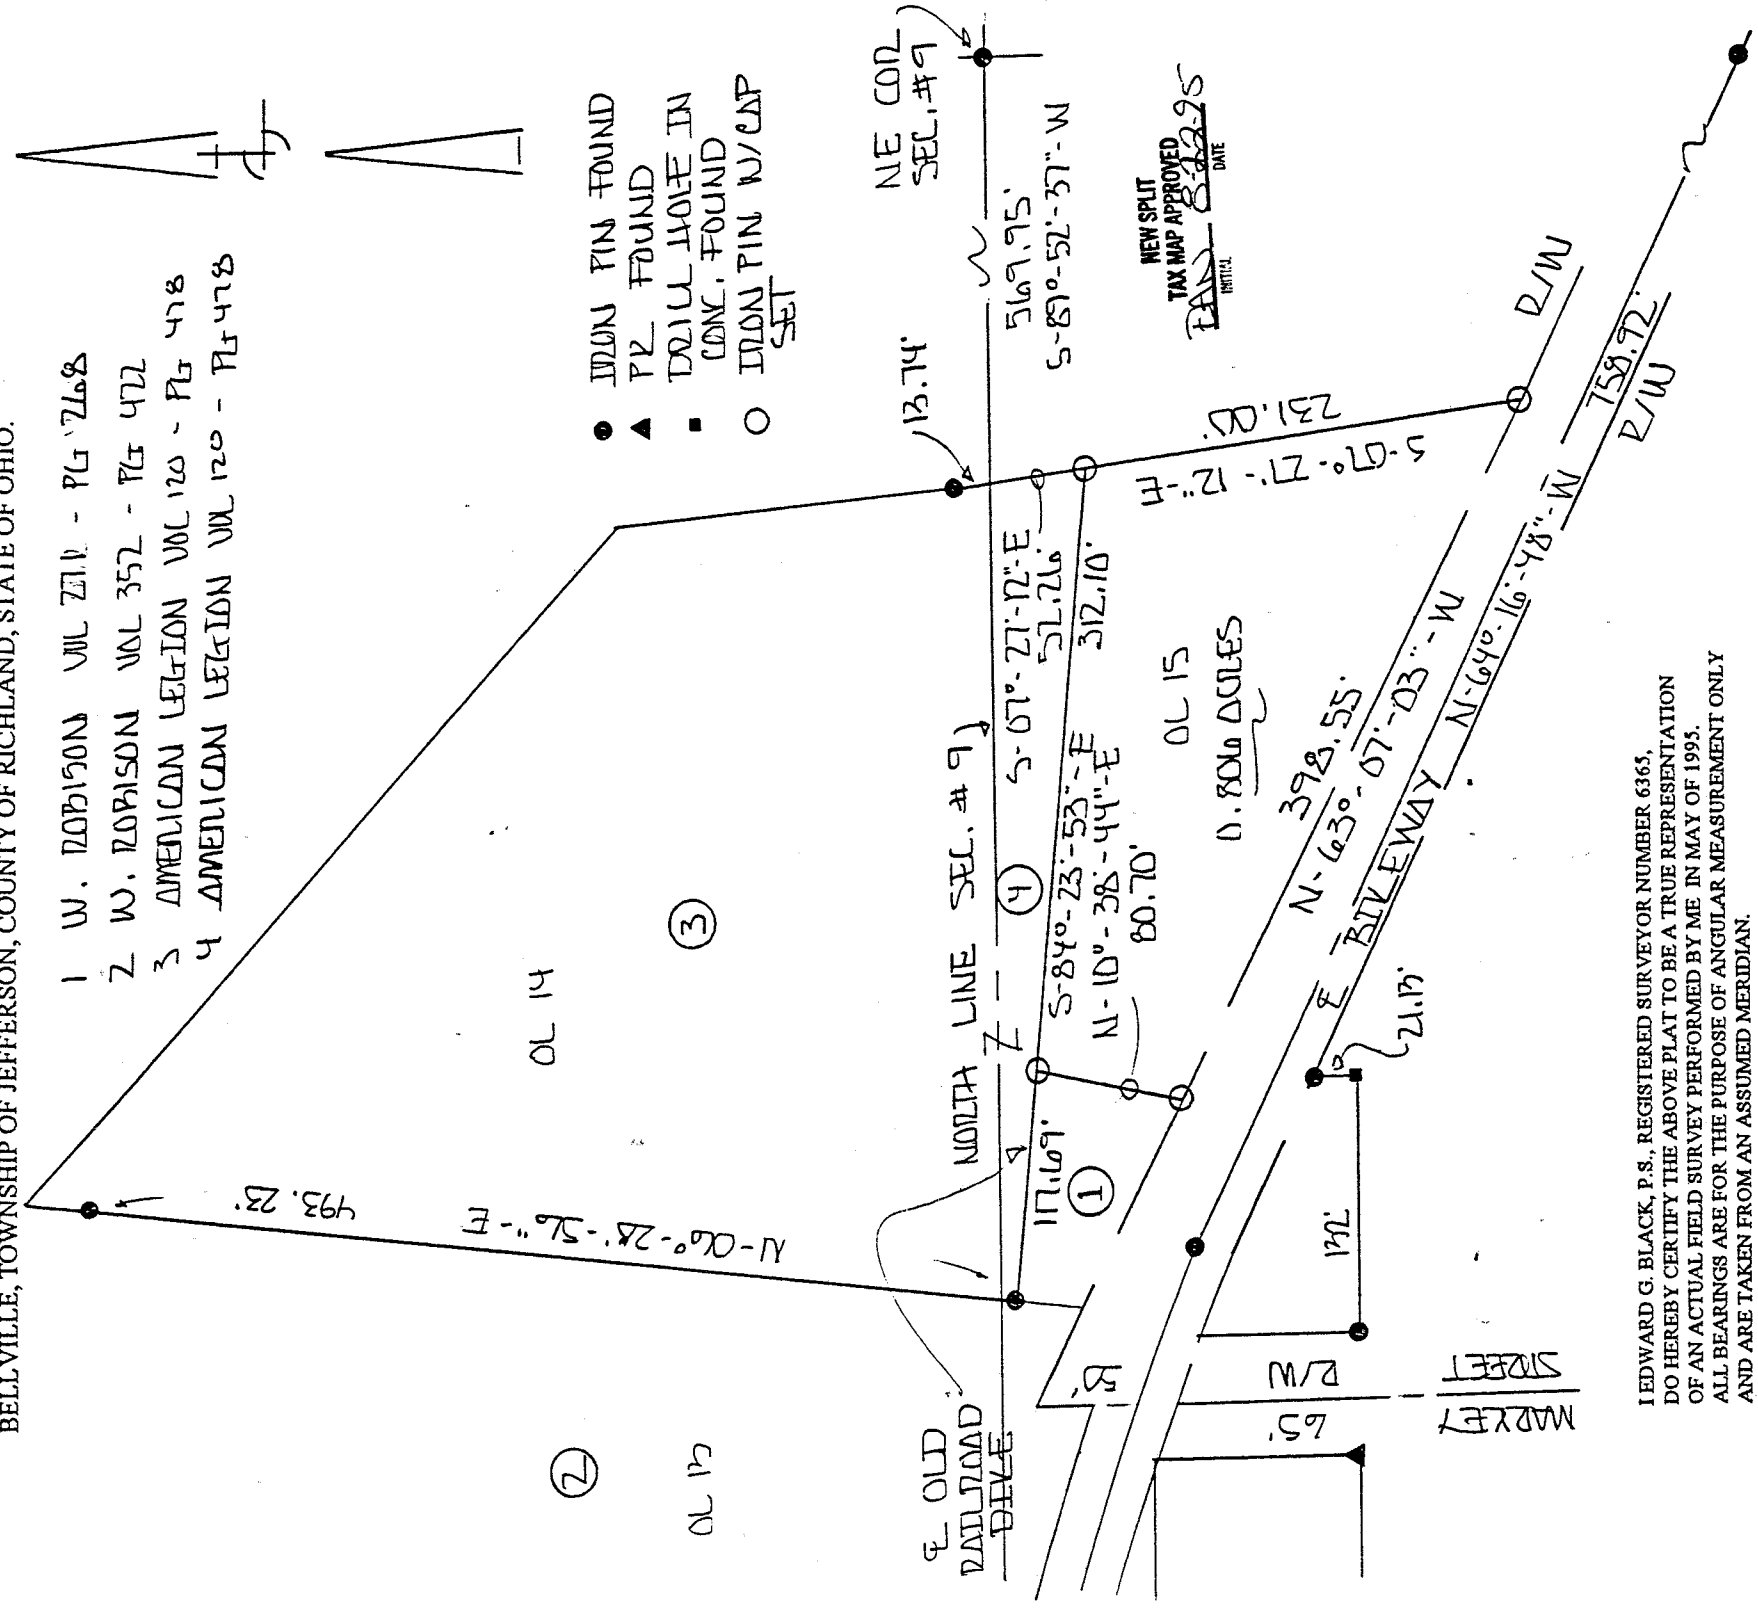 BELLVILLE, TOWNSHIP OF JEFFERSON, COUNTY OF RICHLAND, STATE OF OHIO.
1 W. ROBISON VOL - PG 268
2 W. ROBISON VOL 352 - PG 422
3 AMERICAN LEGION VOL 120 - PG 478
4 AMERICAN LEGION VOL 120 - PG 478
● IRON PIN FOUND
▲ PK FOUND
■ DRILL HOLE IN
CONC. FOUND
○ IRON PIN W/CAP
SET
493.23'
N-06°-28'-56"-E
OL 14
3
2
OL 13
NE COR
SEC. #9
13.74'
569.95'
S-89°-52'-37"-W
NORTH LINE SEC. #9
℄ OLD
RAILROAD
DIKE
4
S-07°-27'-12"-E
52.26'
S-84°-23'-53"-E
312.10'
N-10°-38'-44"-E
80.70'
117.69'
1
OL 15
0.806 ACRES
S-07°-27'-12"-E
231.00'
NEW SPLIT
TAX MAP APPROVED
8-22-95
INITIAL DATE
398.55'
N-63°-07'-03"-W
R/W
℄ BIKEWAY
N-64°-16'-48"-W
758.92'
R/W
21.13'
132'
50'
R/W
65'
MARKET
STREET
I EDWARD G. BLACK, P.S., REGISTERED SURVEYOR NUMBER 6365,
DO HEREBY CERTIFY THE ABOVE PLAT TO BE A TRUE REPRESENTATION
OF AN ACTUAL FIELD SURVEY PERFORMED BY ME IN MAY OF 1995.
ALL BEARINGS ARE FOR THE PURPOSE OF ANGULAR MEASUREMENT ONLY
AND ARE TAKEN FROM AN ASSUMED MERIDIAN.